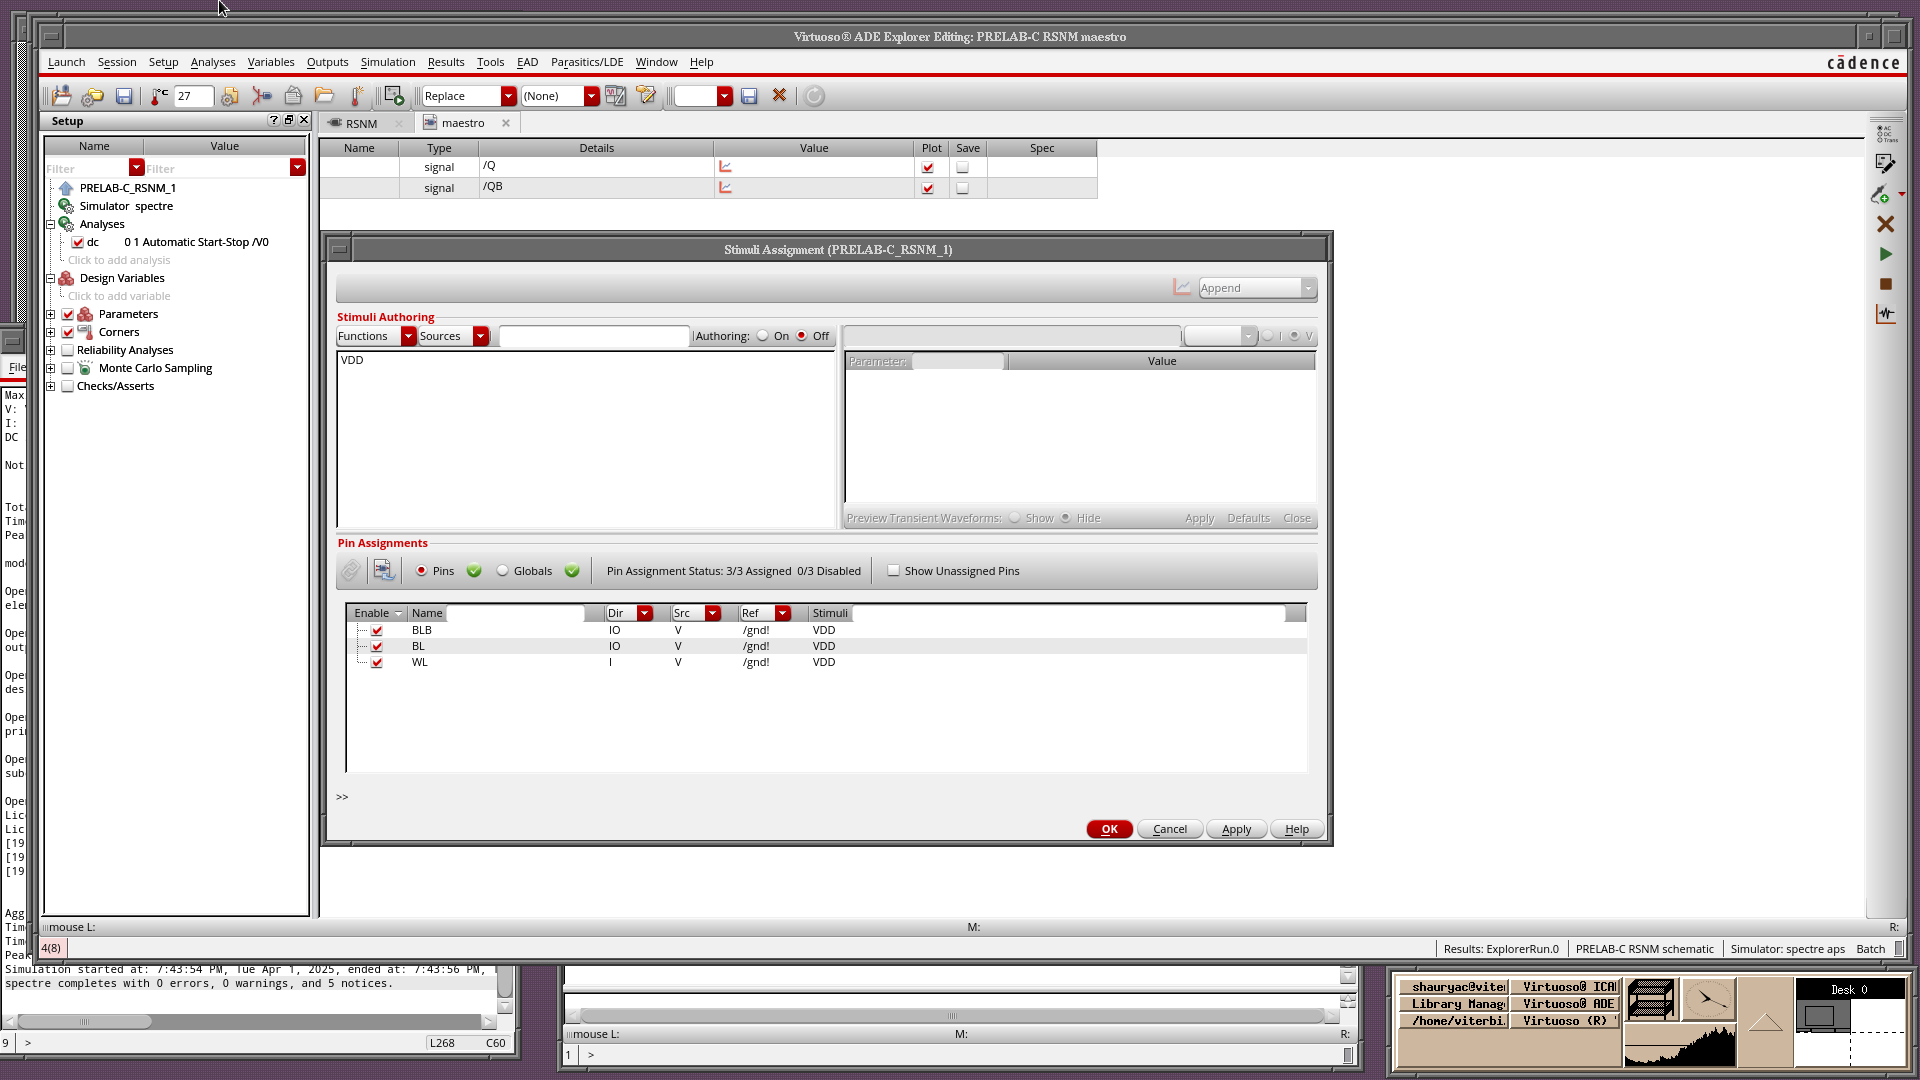 Virtuoso® ADE Explorer Editing: PRELAB-C RSNM maestro
Launch Session Setup Analyses Variables Outputs Simulation Results Tools EAD Parasitics/LDE Window Help
cādence
°C 27 Replace (None)
Setup
RSNM maestro
Name Value
Filter Filter
PRELAB-C_RSNM_1
Simulator spectre
Analyses
dc 0 1 Automatic Start-Stop /V0
Click to add analysis
Design Variables
Click to add variable
Parameters
Corners
Reliability Analyses
Monte Carlo Sampling
Checks/Asserts
Name Type Details Value Plot Save Spec
signal /Q
signal /QB
AC
DC
Trans
Stimuli Assignment (PRELAB-C_RSNM_1)
Append
Stimuli Authoring
Functions Sources Authoring: On Off I V
VDD
Parameter: Value
Preview Transient Waveforms: Show Hide Apply Defaults Close
Pin Assignments
Pins Globals Pin Assignment Status: 3/3 Assigned 0/3 Disabled Show Unassigned Pins
Enable Name Dir Src Ref Stimuli
BLB IO V /gnd! VDD
BL IO V /gnd! VDD
WL I V /gnd! VDD
>>
OK Cancel Apply Help
mouse L: M: R:
4(8) Results: ExplorerRun.0 PRELAB-C RSNM schematic Simulator: spectre aps Batch
File
Max
V:
I:
DC
Not
Tot
Tim
Pea
mod
Ope
ele
Ope
out
Ope
des
Ope
pri
Ope
sub
Ope
Lic
Lic
[19
[19
[19
Agg
Tim
Tim
Peak
Simulation started at: 7:43:54 PM, Tue Apr 1, 2025, ended at: 7:43:56 PM,
spectre completes with 0 errors, 0 warnings, and 5 notices.
9 > L268 C60
mouse L: M: R:
1 >
shauryac@vite Virtuoso® ICA
Library Manag Virtuoso® ADE
/home/viterbi. Virtuoso (R)
Desk 0